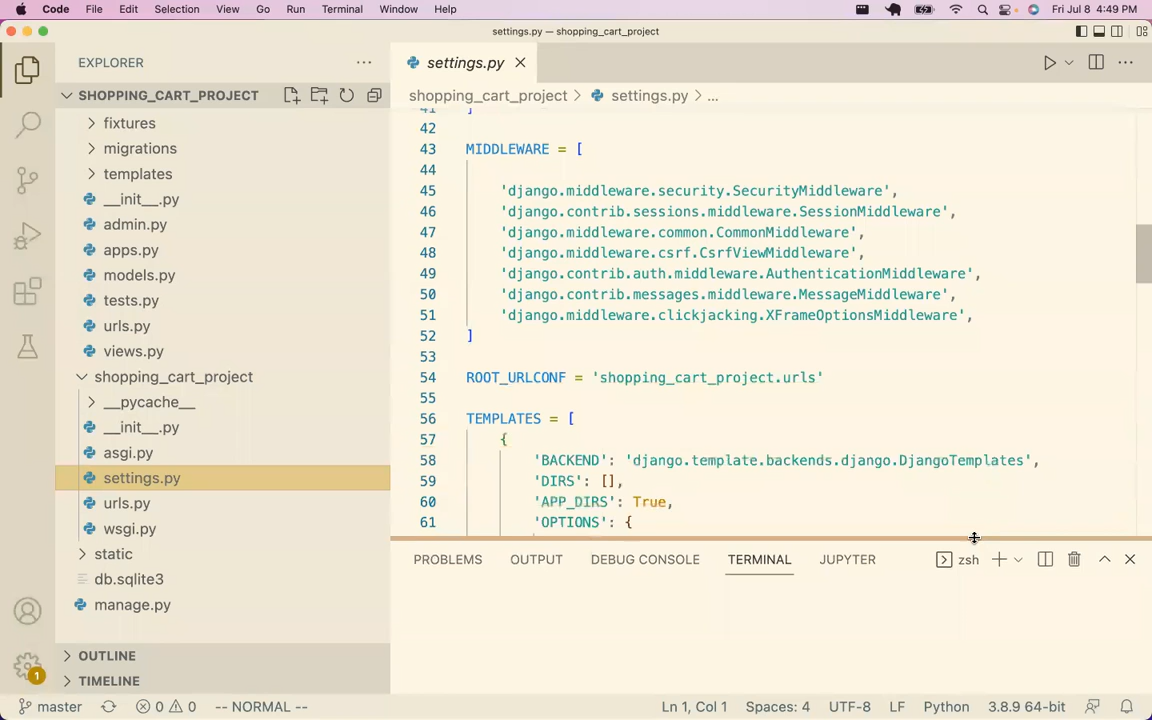 Code File Edit Selection View Go Run Terminal Window Help Fri Jul 8 4:49 PM
settings.py — shopping_cart_project
EXPLORER
settings.py
SHOPPING_CART_PROJECT
shopping_cart_project > settings.py > ...
fixtures
migrations
templates
__init__.py
admin.py
apps.py
models.py
tests.py
urls.py
views.py
shopping_cart_project
__pycache__
__init__.py
asgi.py
settings.py
urls.py
wsgi.py
static
db.sqlite3
manage.py
OUTLINE
TIMELINE
41 ]
42
43 MIDDLEWARE = [
44
45 'django.middleware.security.SecurityMiddleware',
46 'django.contrib.sessions.middleware.SessionMiddleware',
47 'django.middleware.common.CommonMiddleware',
48 'django.middleware.csrf.CsrfViewMiddleware',
49 'django.contrib.auth.middleware.AuthenticationMiddleware',
50 'django.contrib.messages.middleware.MessageMiddleware',
51 'django.middleware.clickjacking.XFrameOptionsMiddleware',
52 ]
53
54 ROOT_URLCONF = 'shopping_cart_project.urls'
55
56 TEMPLATES = [
57 {
58 'BACKEND': 'django.template.backends.django.DjangoTemplates',
59 'DIRS': [],
60 'APP_DIRS': True,
61 'OPTIONS': {
PROBLEMS OUTPUT DEBUG CONSOLE TERMINAL JUPYTER zsh
1
master 0 0 -- NORMAL -- Ln 1, Col 1 Spaces: 4 UTF-8 LF Python 3.8.9 64-bit